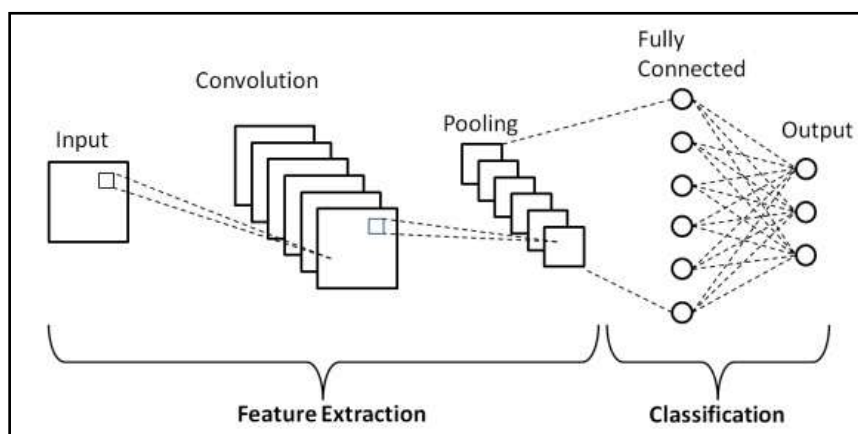 Input
Convolution
Pooling
Fully
Connected
Output
Feature Extraction
Classification